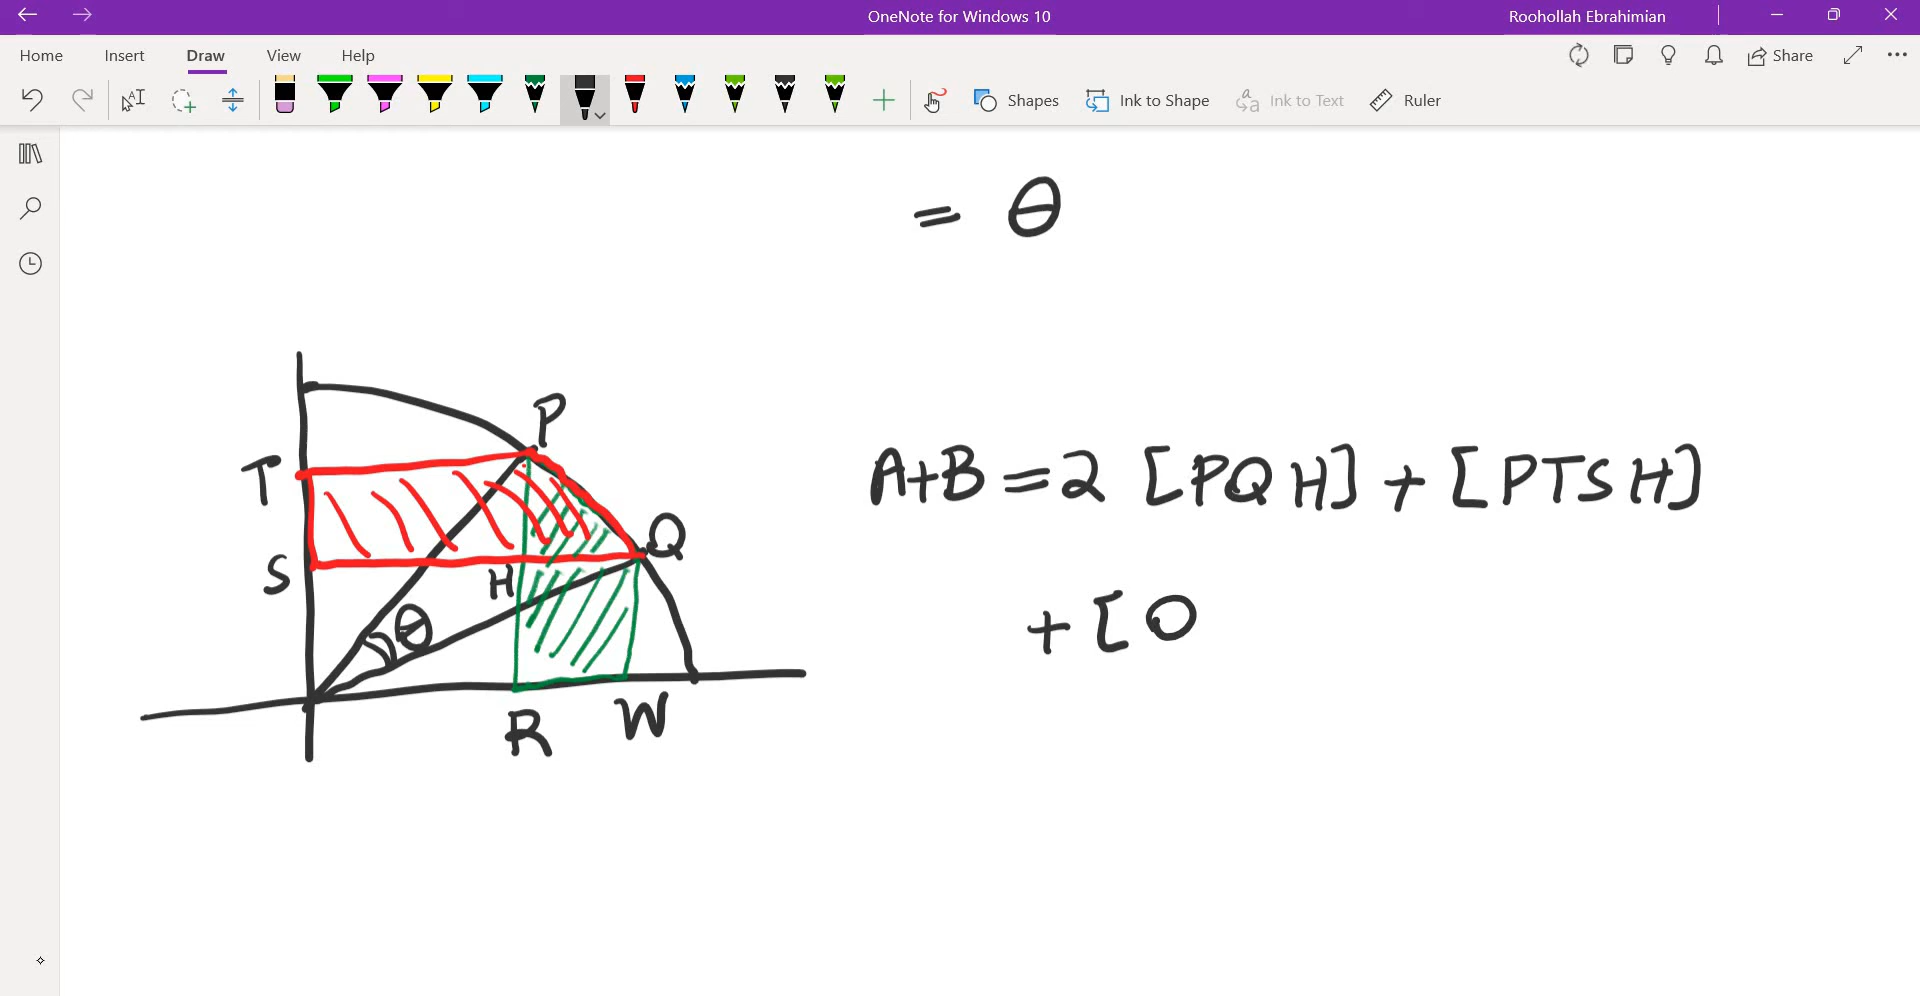 OneNote for Windows 10
Roohollah Ebrahimian
Home Insert Draw View Help
Share
Shapes Ink to Shape Ink to Text Ruler
= θ
P
T
Q
S
H
θ
R
W
A+B = 2 [PQH] + [PTSH]
+ [O